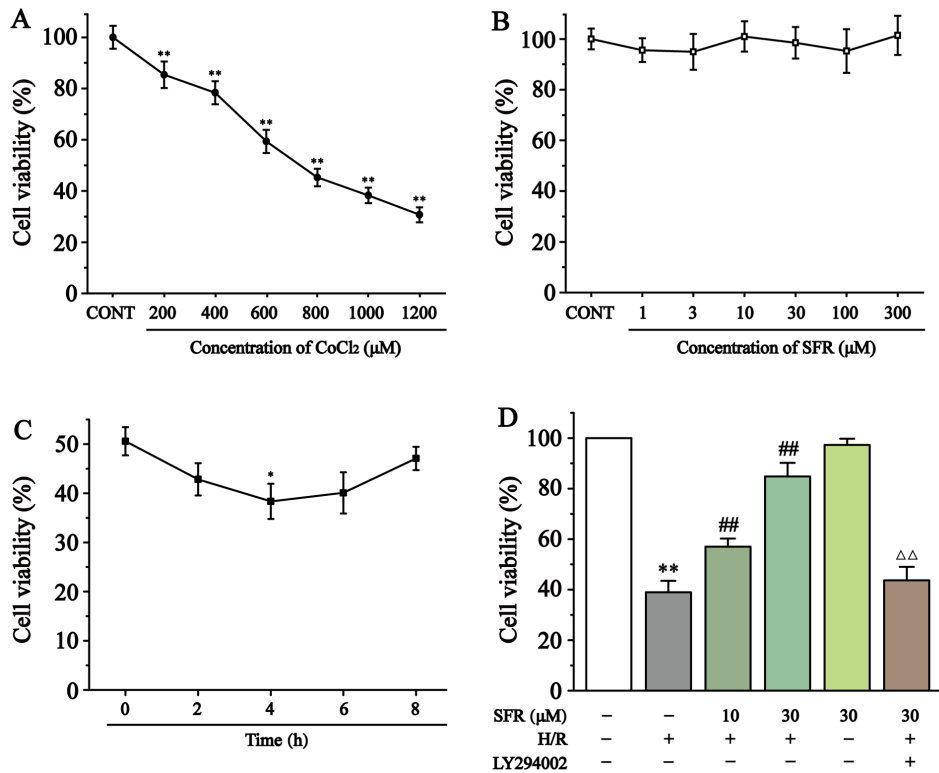 A
Cell viability (%)
100
80
60
40
20
0
** ** ** ** ** **
CONT 200 400 600 800 1000 1200
Concentration of CoCl₂ (μM)
B
Cell viability (%)
100
80
60
40
20
0
CONT 1 3 10 30 100 300
Concentration of SFR (μM)
C
Cell viability (%)
50
40
30
20
10
0
*
0 2 4 6 8
Time (h)
D
Cell viability (%)
100
80
60
40
20
0
** ## ## △△
SFR (μM) – – 10 30 30 30
H/R – + + + – +
LY294002 – – – – – +